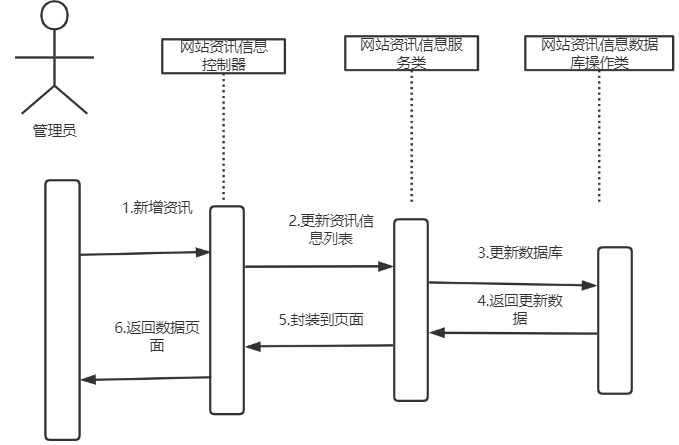 网站资讯信息
控制器
网站资讯信息服
务类
网站资讯信息数据
库操作类
管理员
1.新增资讯
2.更新资讯信
息列表
3.更新数据库
4.返回更新数
据
5.封装到页面
6.返回数据页
面